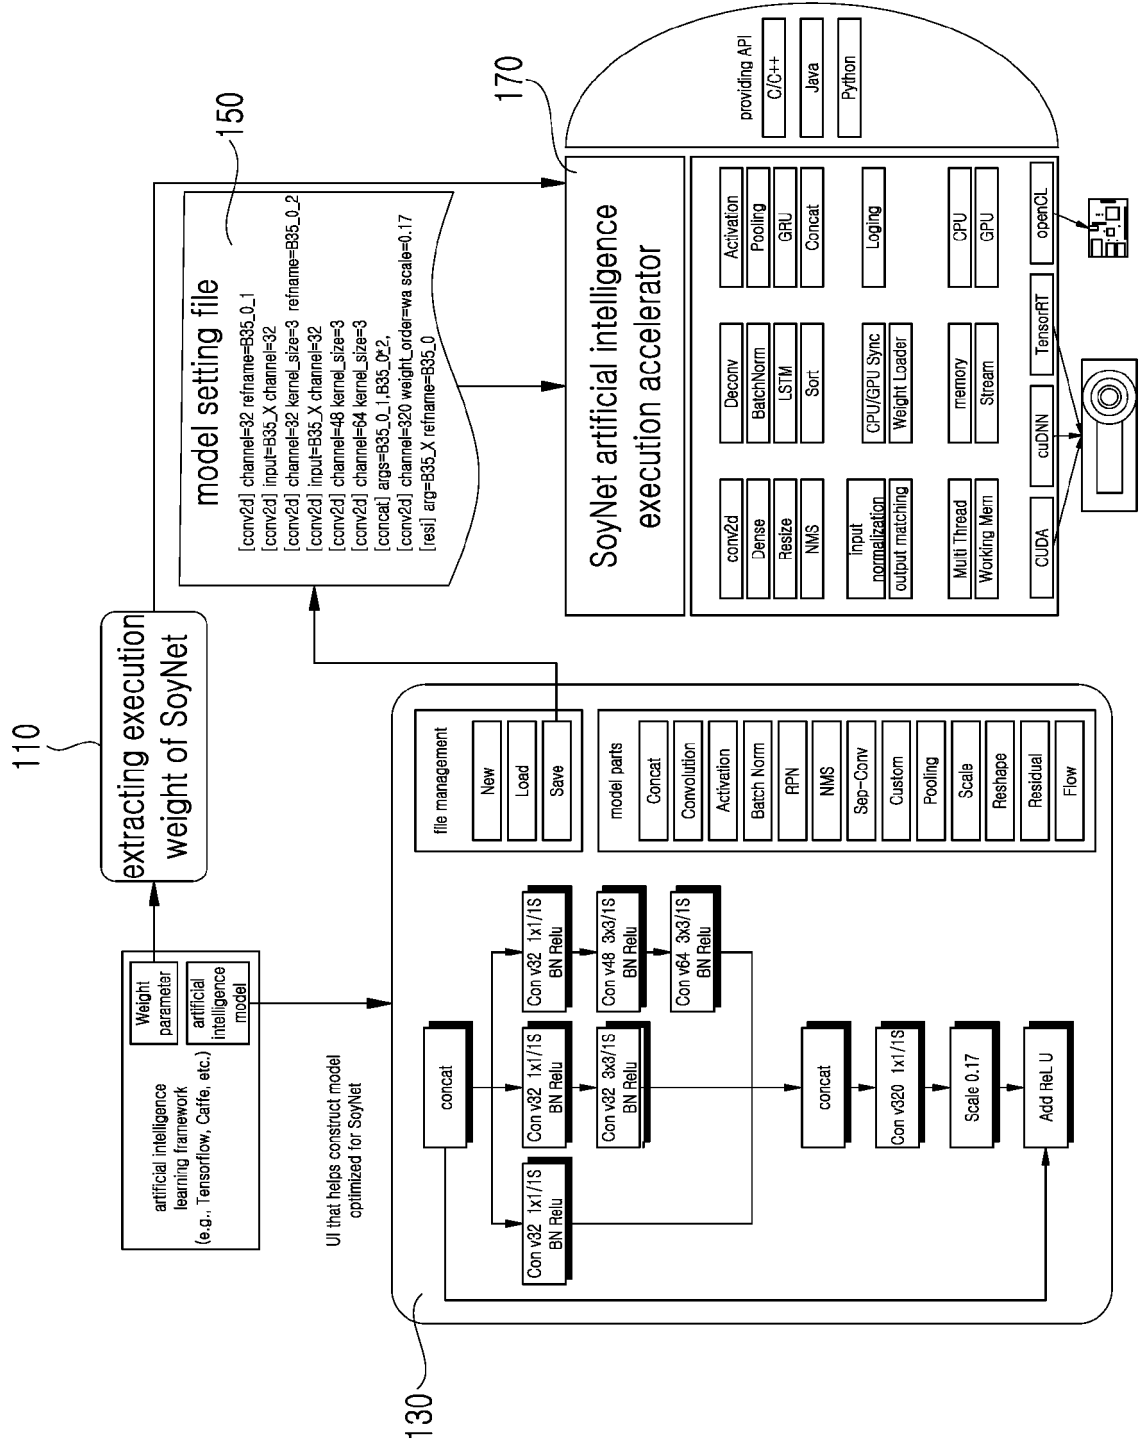 110
extracting execution
weight of SoyNet
artificial intelligence
learning framework
(e.g., Tensorflow, Caffe, etc.)
Weight
parameter
artificial
intelligence
model
UI that helps construct model
optimized for SoyNet
130
concat
Con v32 1x1/1S
BN Relu
Con v32 1x1/1S
BN Relu
Con v32 1x1/1S
BN Relu
Con v32 3x3/1S
BN Relu
Con v48 3x3/1S
BN Relu
Con v64 3x3/1S
BN Relu
concat
Con v320 1x1/1S
Scale 0.17
Add ReL U
file management
New
Load
Save
model parts
Concat
Convolution
Activation
Batch Norm
RPN
NMS
Sep-Conv
Custom
Pooling
Scale
Reshape
Residual
Flow
150
model setting file
[conv2d] channel=32 refname=B35_0_1
[conv2d] input=B35_X channel=32
[conv2d] channel=32 kernel_size=3 refname=B35_0_2
[conv2d] input=B35_X channel=32
[conv2d] channel=48 kernel_size=3
[conv2d] channel=64 kernel_size=3
[concat] args=B35_0_1,B35_0*2,
[conv2d] channel=320 weight_order=wa scale=0.17
[resi] arg=B35_X refname=B35_0
170
SoyNet artificial intelligence
execution accelerator
conv2d
Deconv
Activation
Dense
BatchNorm
Pooling
Resize
LSTM
GRU
NMS
Sort
Concat
input
normalization
CPU/GPU Sync
Loging
output matching
Weight Loader
Multi Thread
memory
CPU
Working Mem
Stream
GPU
CUDA
cuDNN
TensorRT
openCL
providing API
C/C++
Java
Python